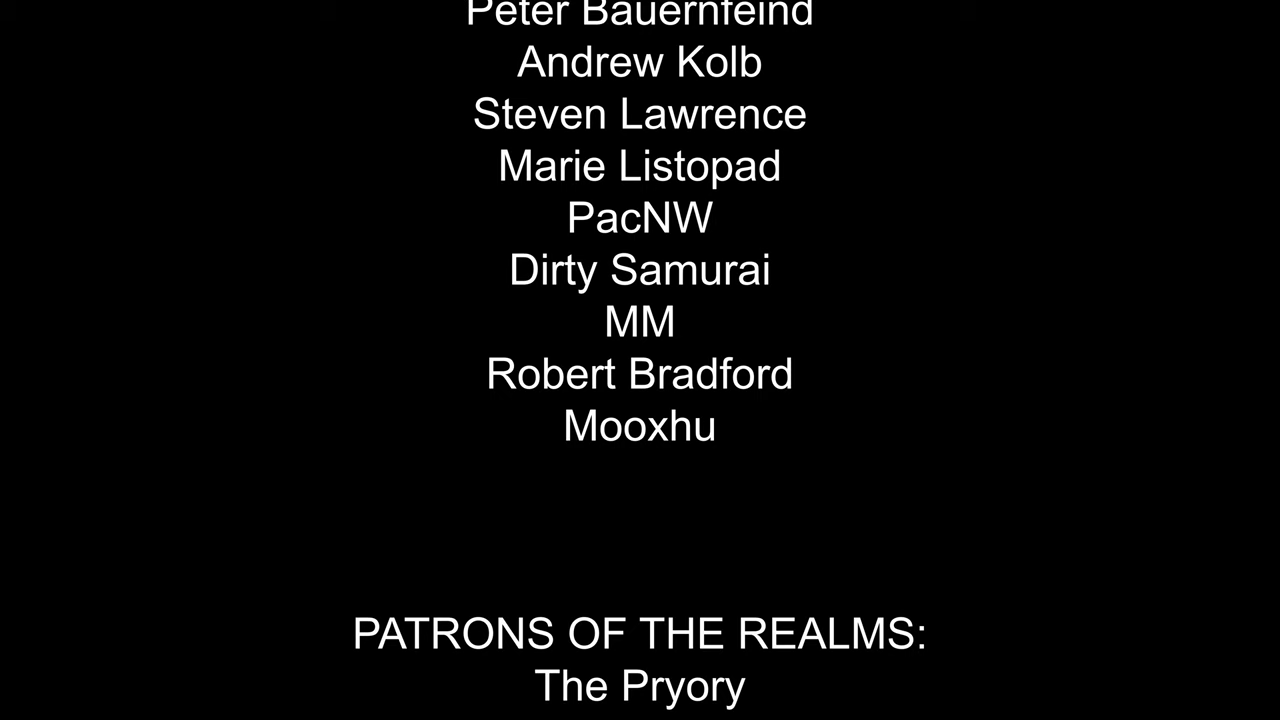 Peter Bauernfeind
Andrew Kolb
Steven Lawrence
Marie Listopad
PacNW
Dirty Samurai
MM
Robert Bradford
Mooxhu
PATRONS OF THE REALMS:
The Pryory